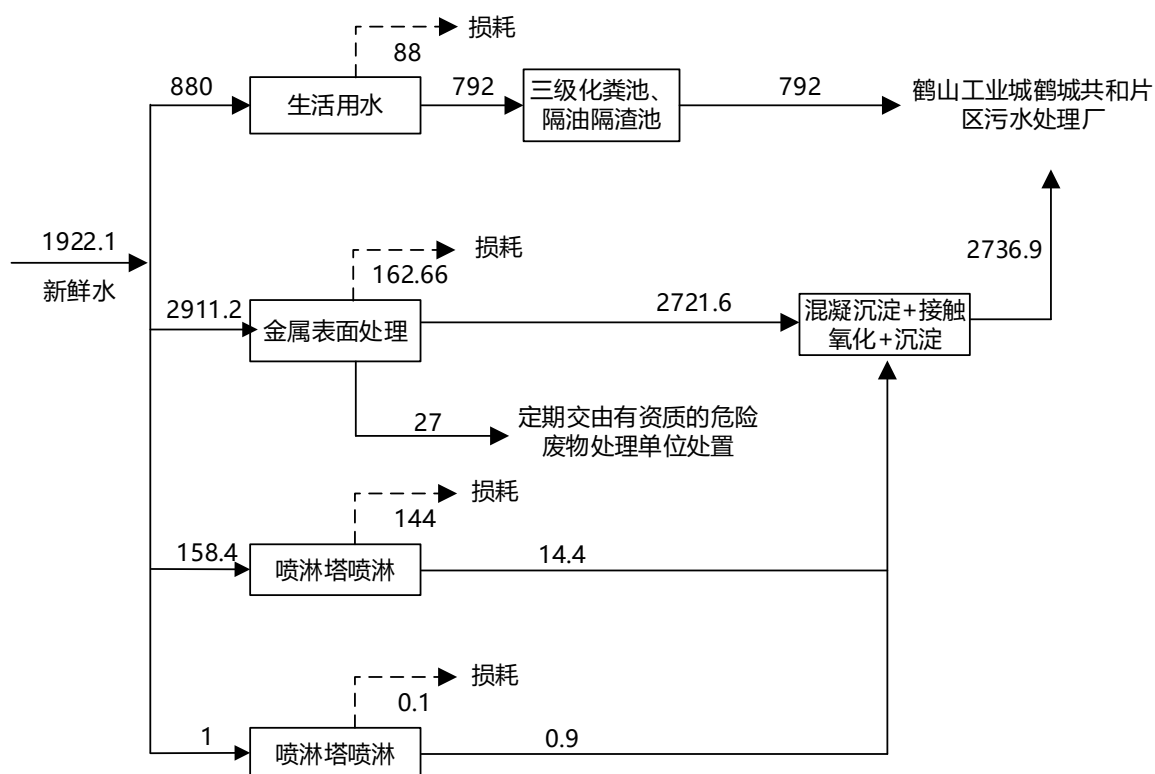 损耗
88
880
生活用水
792
三级化粪池、
隔油隔渣池
792
鹤山工业城鹤城共和片
区污水处理厂
1922.1
新鲜水
损耗
162.66
2911.2
金属表面处理
2721.6
混凝沉淀+接触
氧化+沉淀
2736.9
27
定期交由有资质的危险
废物处理单位处置
损耗
144
158.4
喷淋塔喷淋
14.4
损耗
0.1
1
喷淋塔喷淋
0.9